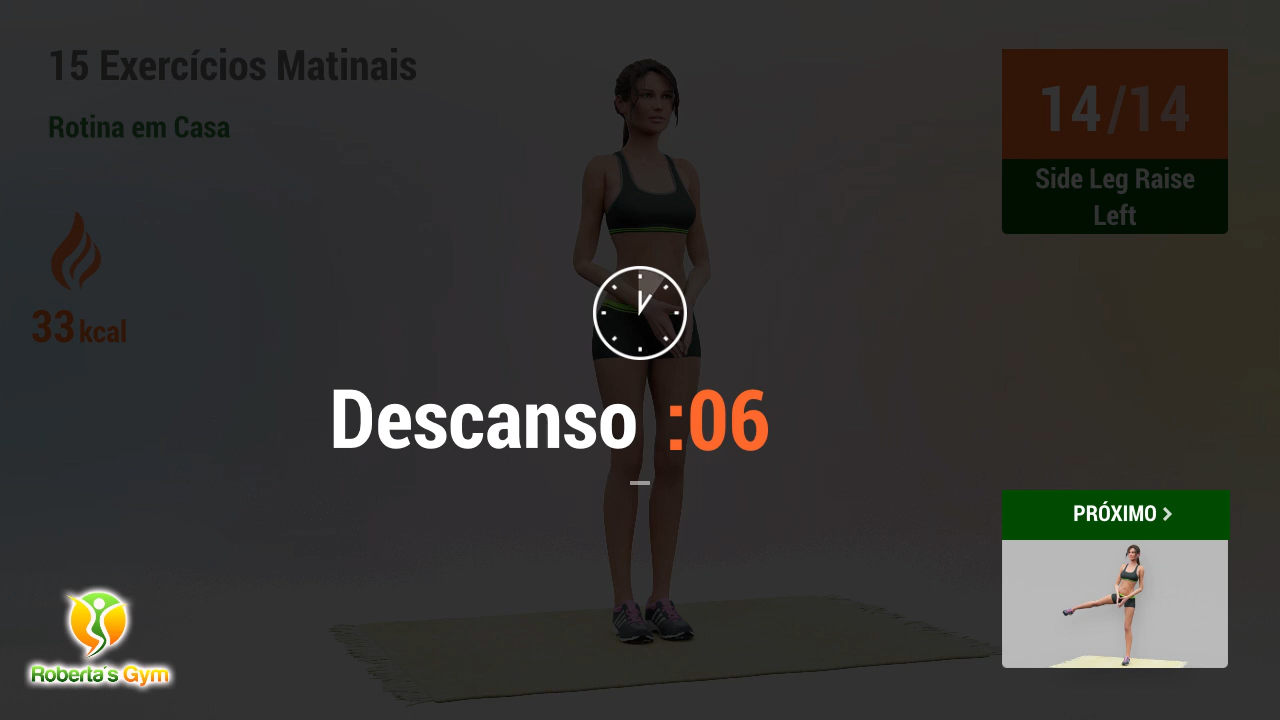 15 Exercícios Matinais
Rotina em Casa
14/14
Side Leg Raise
Left
33 kcal
Descanso :06
PRÓXIMO >
Roberta´s Gym